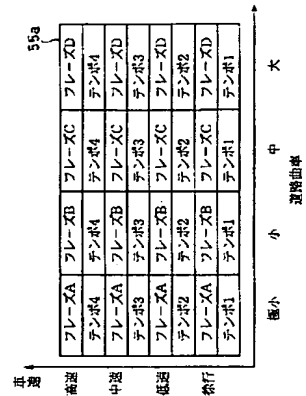 55a
車速
高速 フレーズA フレーズB フレーズC フレーズD
テンポ4 テンポ4 テンポ4 テンポ4
中速 フレーズA フレーズB フレーズC フレーズD
テンポ3 テンポ3 テンポ3 テンポ3
低速 フレーズA フレーズB フレーズC フレーズD
テンポ2 テンポ2 テンポ2 テンポ2
徐行 フレーズA フレーズB フレーズC フレーズD
テンポ1 テンポ1 テンポ1 テンポ1
極小 小 中 大
道路曲率